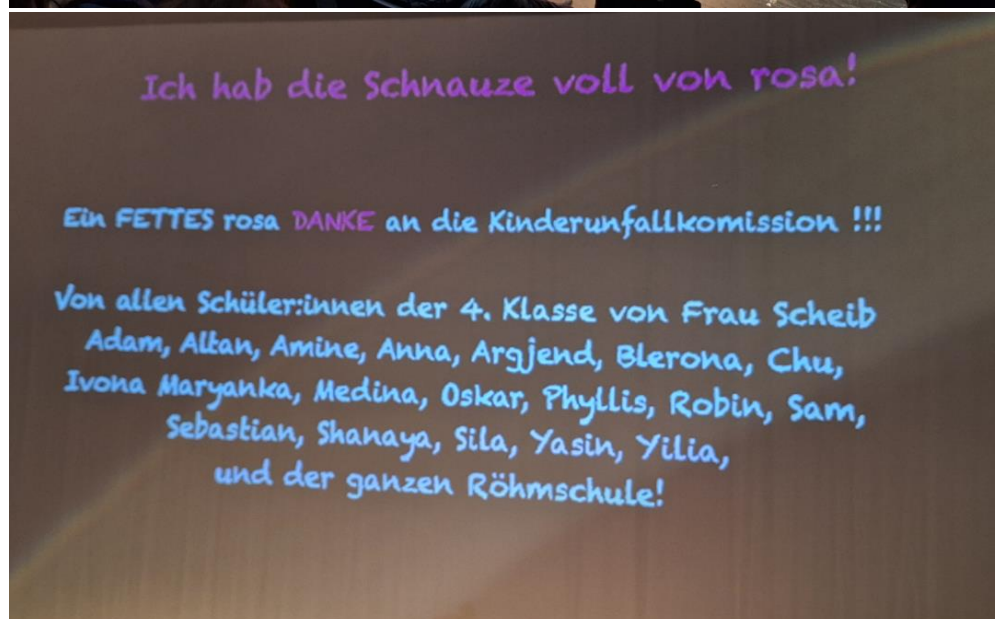 Ich hab die Schnauze voll von rosa!
Ein FETTES rosa DANKE an die Kinderunfallkomission !!!
Von allen Schüler:innen der 4. Klasse von Frau Scheib
Adam, Altan, Amine, Anna, Argjend, Blerona, Chu,
Ivona Maryanka, Medina, Oskar, Phyllis, Robin, Sam,
Sebastian, Shanaya, Sila, Yasin, Yilia,
und der ganzen Röhmschule!